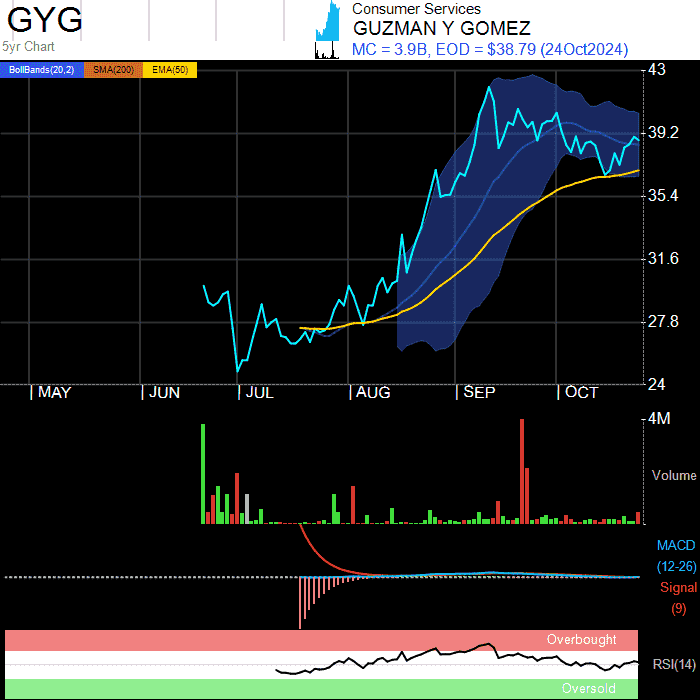 GYG
Consumer Services
GUZMAN Y GOMEZ
5yr Chart
MC = 3.9B, EOD = $38.79 (24Oct2024)
BollBands(20,2) SMA(200) EMA(50)
43
39.2
35.4
31.6
27.8
24
MAY JUN JUL AUG SEP OCT
4M
Volume
MACD
(12-26)
Signal
(9)
Overbought
RSI(14)
Oversold